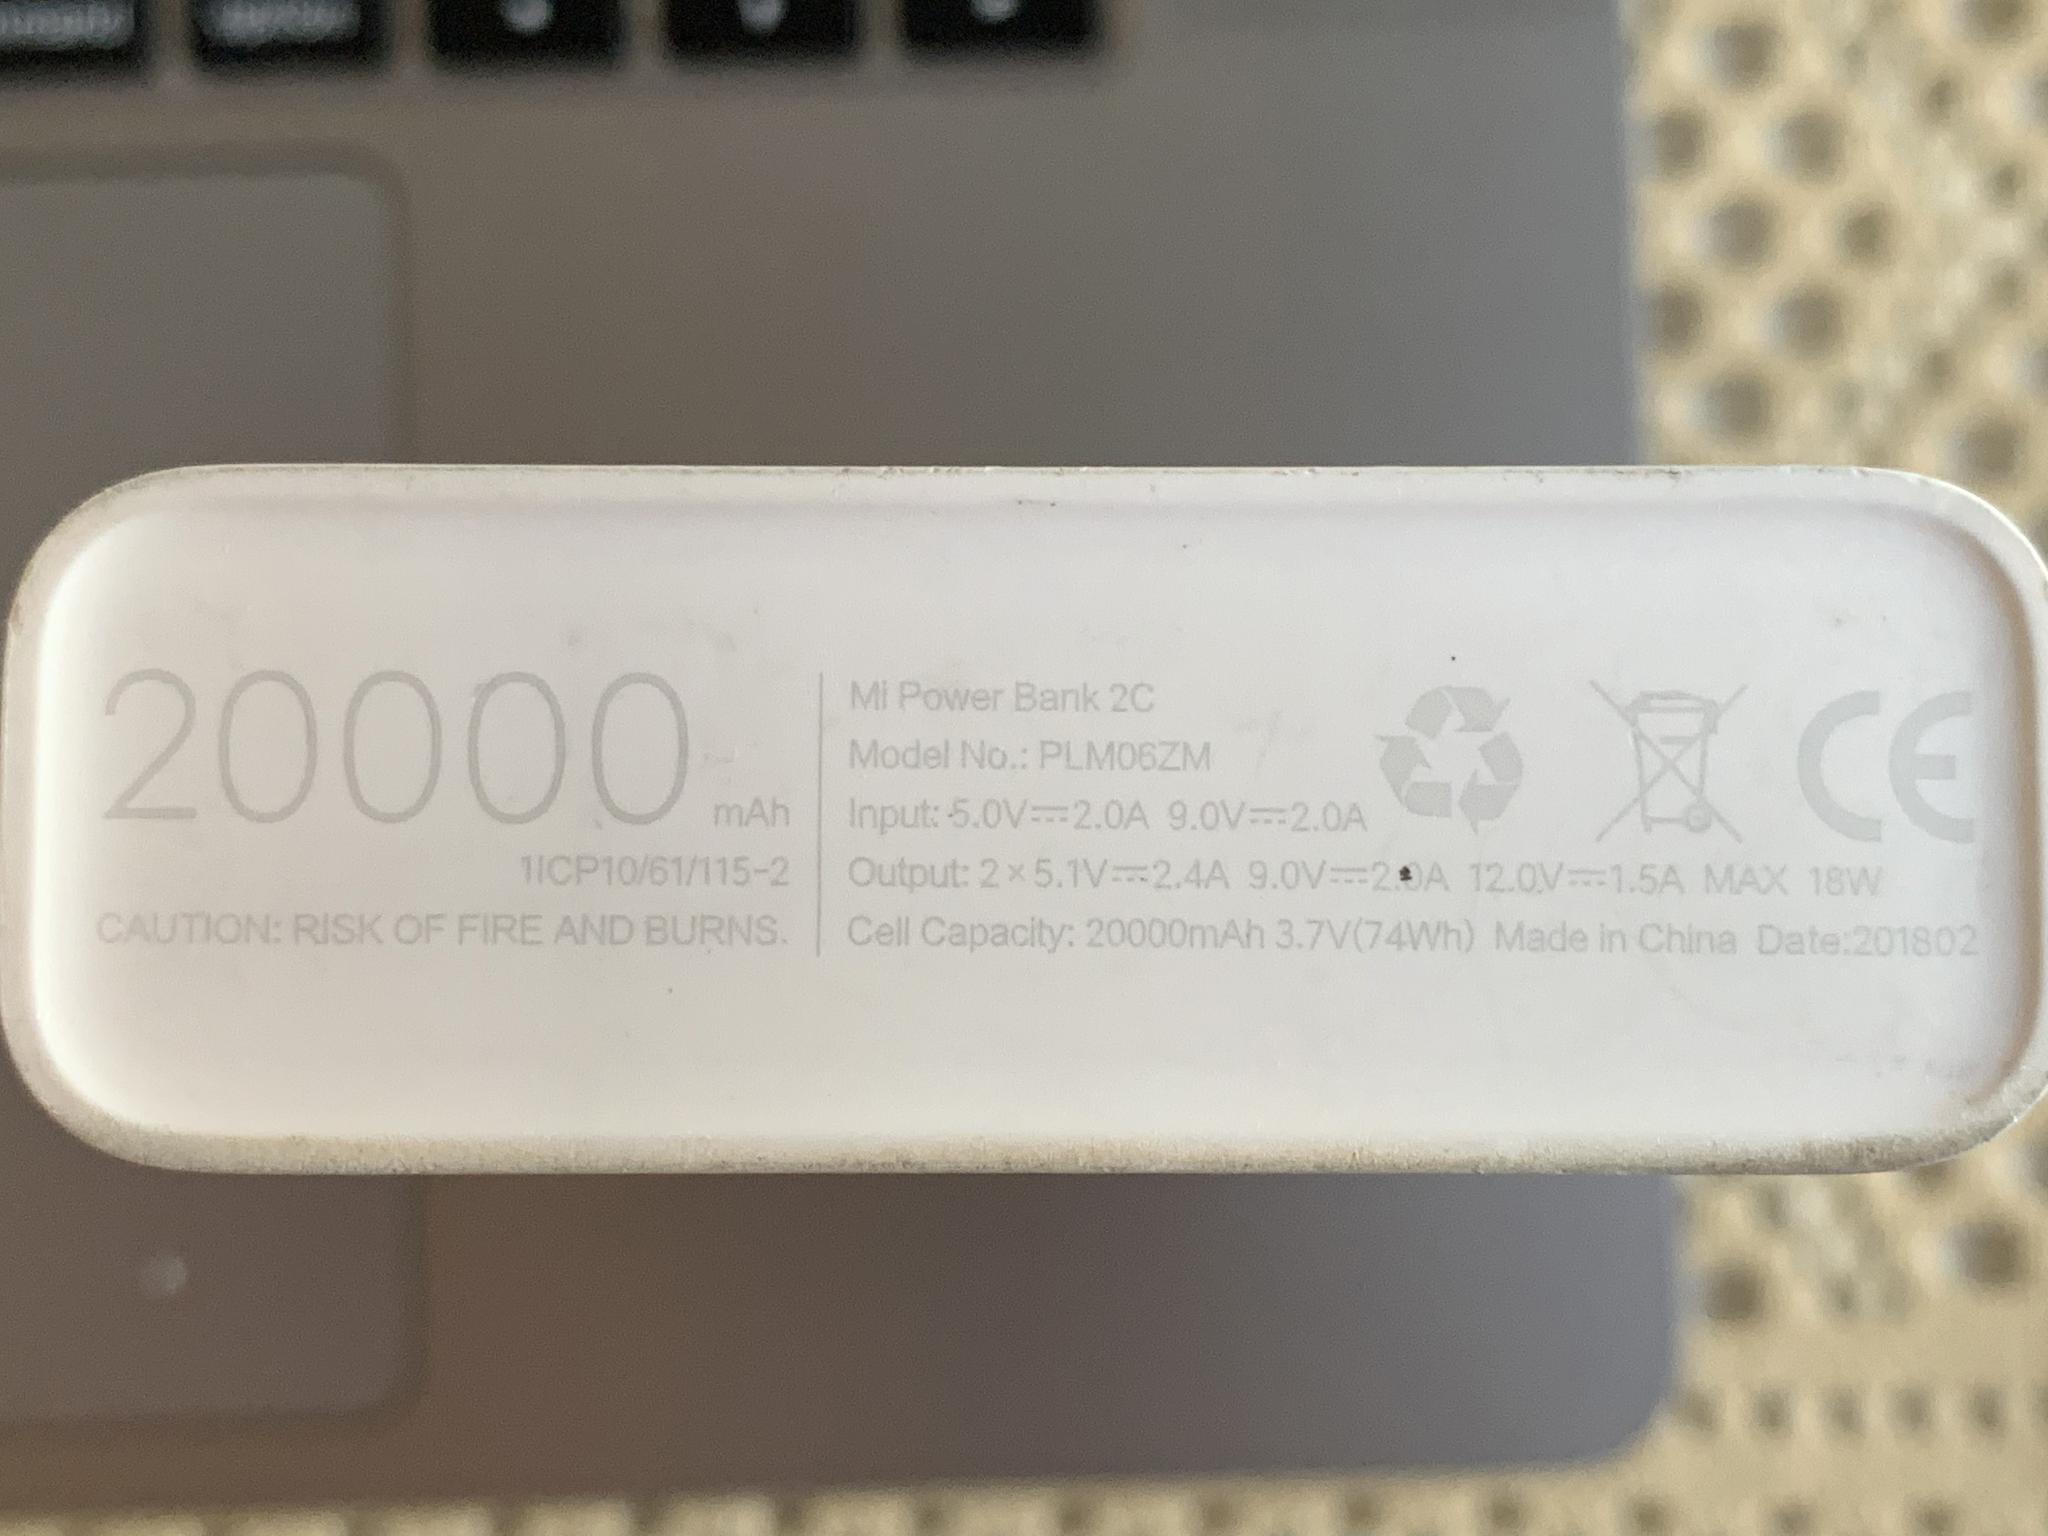 20000 mAh
1ICP10/61/115-2
CAUTION: RISK OF FIRE AND BURNS.
Mi Power Bank 2C
Model No.: PLM06ZM
Input: 5.0V⎓2.0A 9.0V⎓2.0A
Output: 2×5.1V⎓2.4A 9.0V⎓2.0A 12.0V⎓1.5A MAX 18W
Cell Capacity: 20000mAh 3.7V(74Wh) Made in China Date:201802
CE